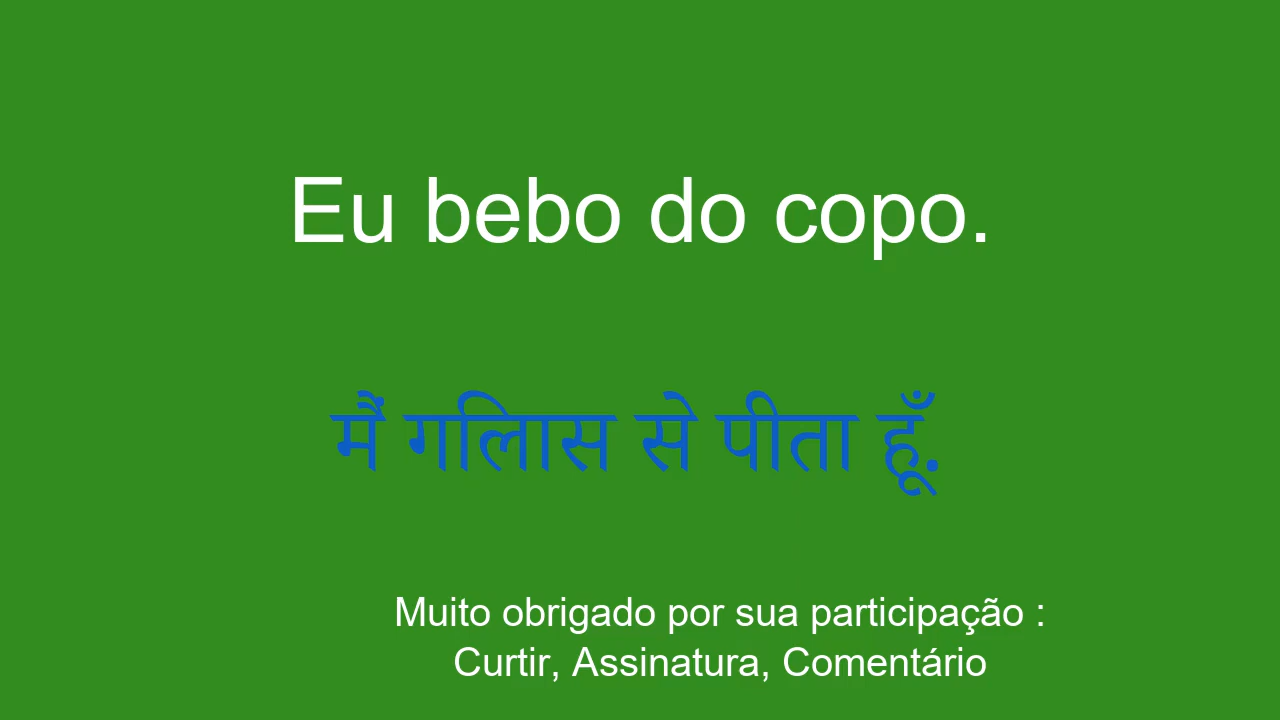 Eu bebo do copo.
मैं गलिास से पीता हूँ.
Muito obrigado por sua participação :
Curtir, Assinatura, Comentário